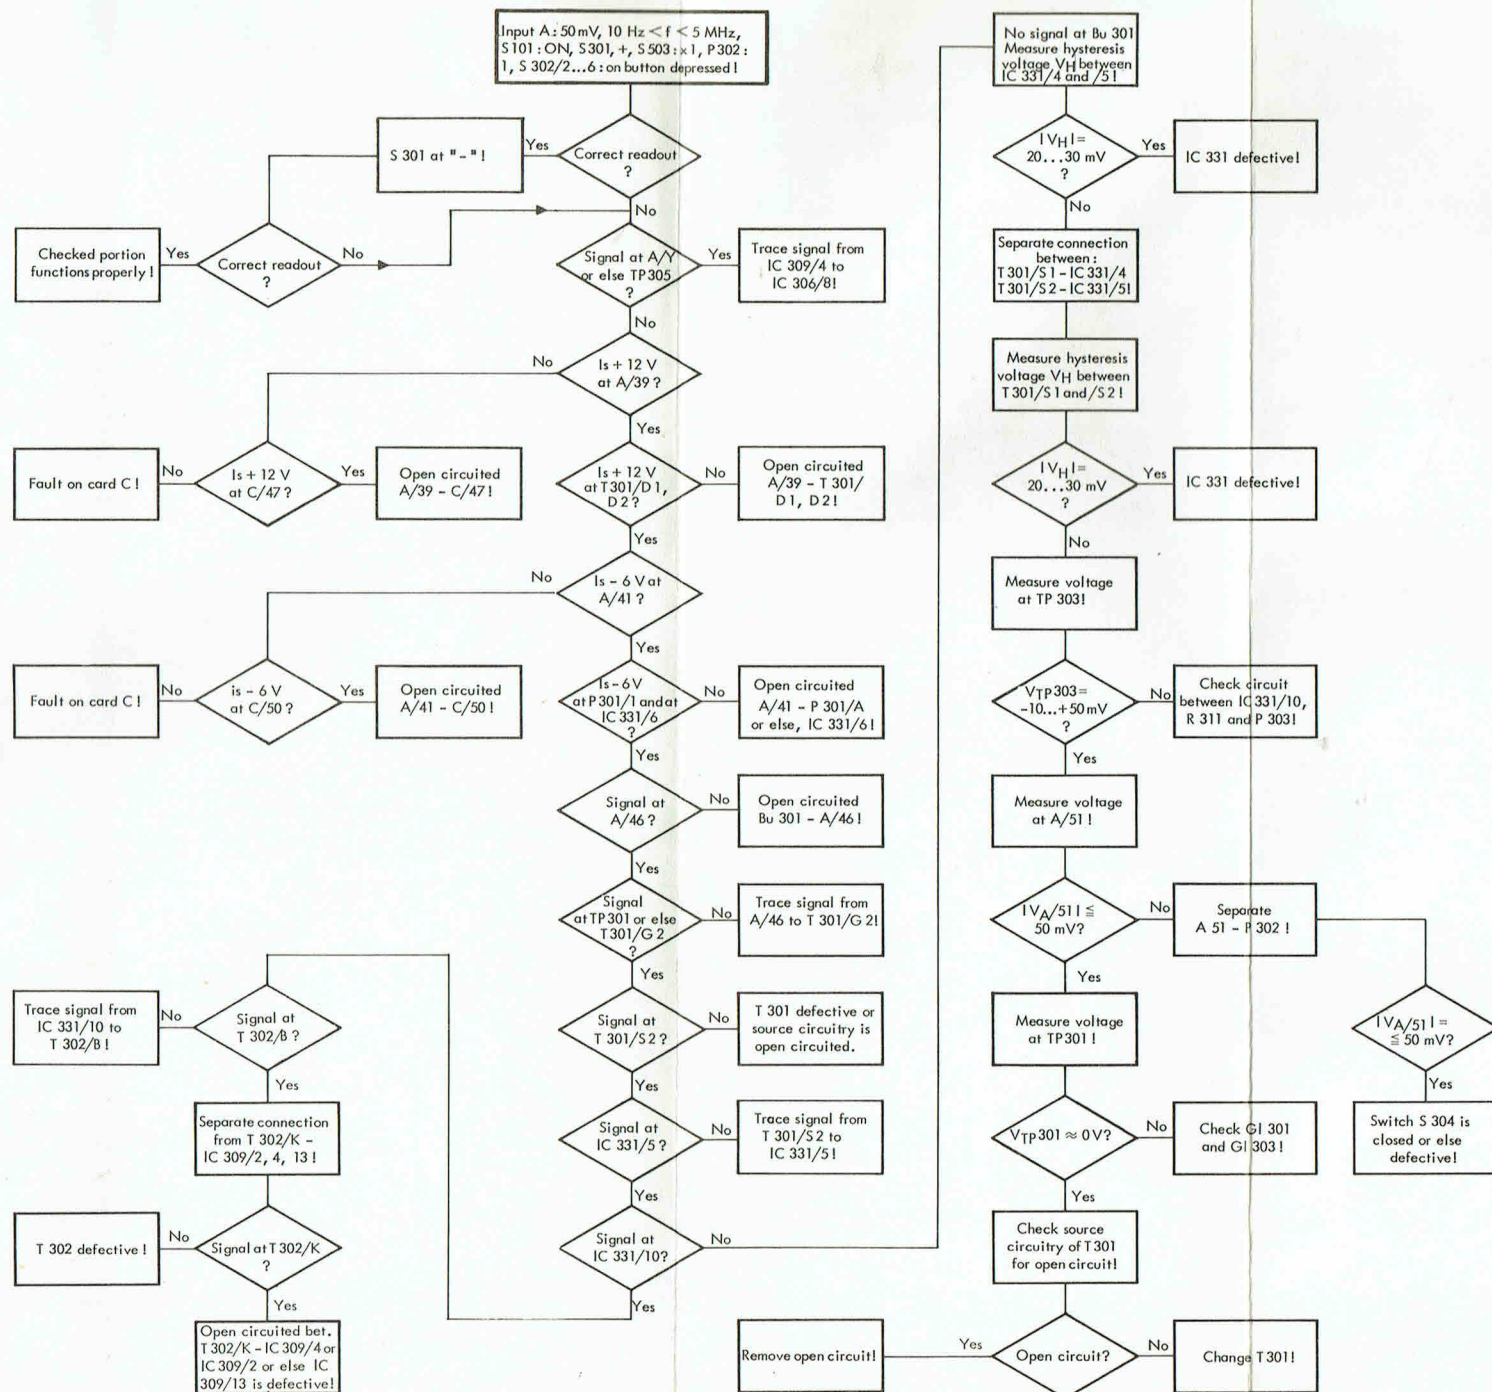 Input A: 50mV, 10 Hz < f < 5 MHz,
S101 : ON, S301, +, S503 : x1, P302 :
1, S 302/2...6 : on button depressed !
Correct readout
?
Yes
S 301 at "-" !
No
Correct readout
?
Yes
Checked portion
functions properly !
No
Signal at A/Y
or else TP305
?
Yes
Trace signal from
IC 309/4 to
IC 306/8!
No
Is + 12 V
at A/39 ?
No
Is + 12 V
at C/47 ?
No
Fault on card C !
Yes
Open circuited
A/39 - C/47 !
Yes
Is + 12 V
at T301/D 1,
D2?
No
Open circuited
A/39 - T 301/
D 1, D 2!
Yes
Is - 6 V at
A/41 ?
No
is - 6 V
at C/50 ?
No
Fault on card C !
Yes
Open circuited
A/41 - C/50 !
Yes
Is - 6V
at P301/1 and at
IC 331/6
?
No
Open circuited
A/41 - P 301/A
or else, IC 331/6!
Yes
Signal at
A/46 ?
No
Open circuited
Bu 301 - A/46 !
Yes
Signal
at TP301 or else
T301/G 2
?
No
Trace signal from
A/46 to T 301/G 2!
Yes
Signal at
T 301/S2 ?
No
T 301 defective or
source circuitry is
open circuited.
Yes
Signal at
IC 331/5 ?
No
Trace signal from
T 301/S 2 to
IC 331/5 !
Yes
Signal at
IC 331/10?
No
Yes
Signal at
T 302/B ?
No
Trace signal from
IC 331/10 to
T 302/B !
Yes
Separate connection
from T 302/K -
IC 309/2, 4, 13 !
Signal at T 302/K
?
No
T 302 defective !
Yes
Open circuited bet.
T 302/K - IC 309/4 or
IC 309/2 or else IC
309/13 is defective!
No signal at Bu 301
Measure hysteresis
voltage VH between
IC 331/4 and /5 !
I VH I =
20...30 mV
?
Yes
IC 331 defective!
No
Separate connection
between :
T 301/S 1 - IC 331/4
T 301/S 2 - IC 331/5!
Measure hysteresis
voltage VH between
T 301/S 1 and /S 2 !
I VH I =
20...30 mV
?
Yes
IC 331 defective!
No
Measure voltage
at TP 303!
VTP303 =
-10...+50 mV
?
No
Check circuit
between IC 331/10,
R 311 and P 303!
Yes
Measure voltage
at A/51 !
I VA/51 I ≦
50 mV?
No
Separate
A 51 - P 302 !
I VA/51 I =
≦ 50 mV?
Yes
Switch S 304 is
closed or else
defective!
Yes
Measure voltage
at TP301 !
VTP301 ≈ 0V?
No
Check Gl 301
and Gl 303 !
Yes
Check source
circuitry of T301
for open circuit!
Open circuit?
Yes
Remove open circuit!
No
Change T301!